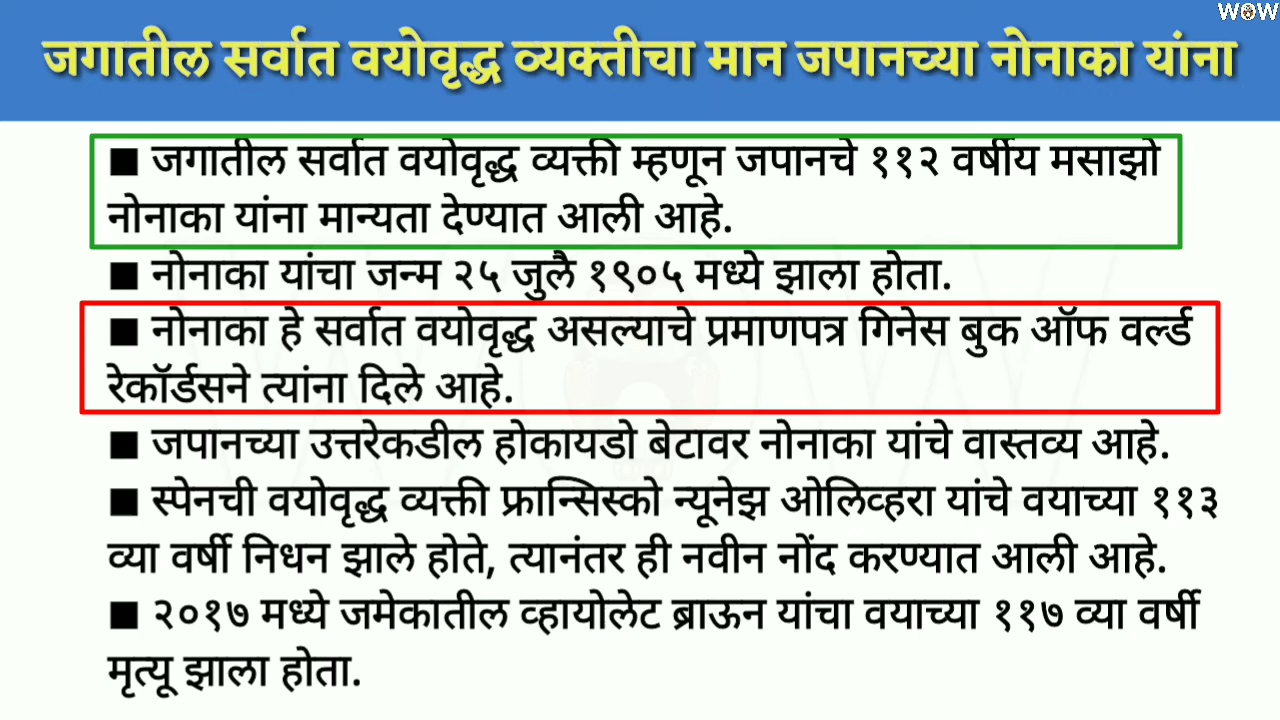 WOW
जगातील सर्वात वयोवृद्ध व्यक्तीचा मान जपानच्या नोनाका यांना
■ जगातील सर्वात वयोवृद्ध व्यक्ती म्हणून जपानचे ११२ वर्षीय मसाझो
नोनाका यांना मान्यता देण्यात आली आहे.
■ नोनाका यांचा जन्म २५ जुलै १९०५ मध्ये झाला होता.
■ नोनाका हे सर्वात वयोवृद्ध असल्याचे प्रमाणपत्र गिनेस बुक ऑफ वर्ल्ड
रेकॉर्डसने त्यांना दिले आहे.
■ जपानच्या उत्तरेकडील होकायडो बेटावर नोनाका यांचे वास्तव्य आहे.
■ स्पेनची वयोवृद्ध व्यक्ती फ्रान्सिस्को न्यूनेझ ओलिव्हरा यांचे वयाच्या ११३
व्या वर्षी निधन झाले होते, त्यानंतर ही नवीन नोंद करण्यात आली आहे.
■ २०१७ मध्ये जमेकातील व्हायोलेट ब्राऊन यांचा वयाच्या ११७ व्या वर्षी
मृत्यू झाला होता.